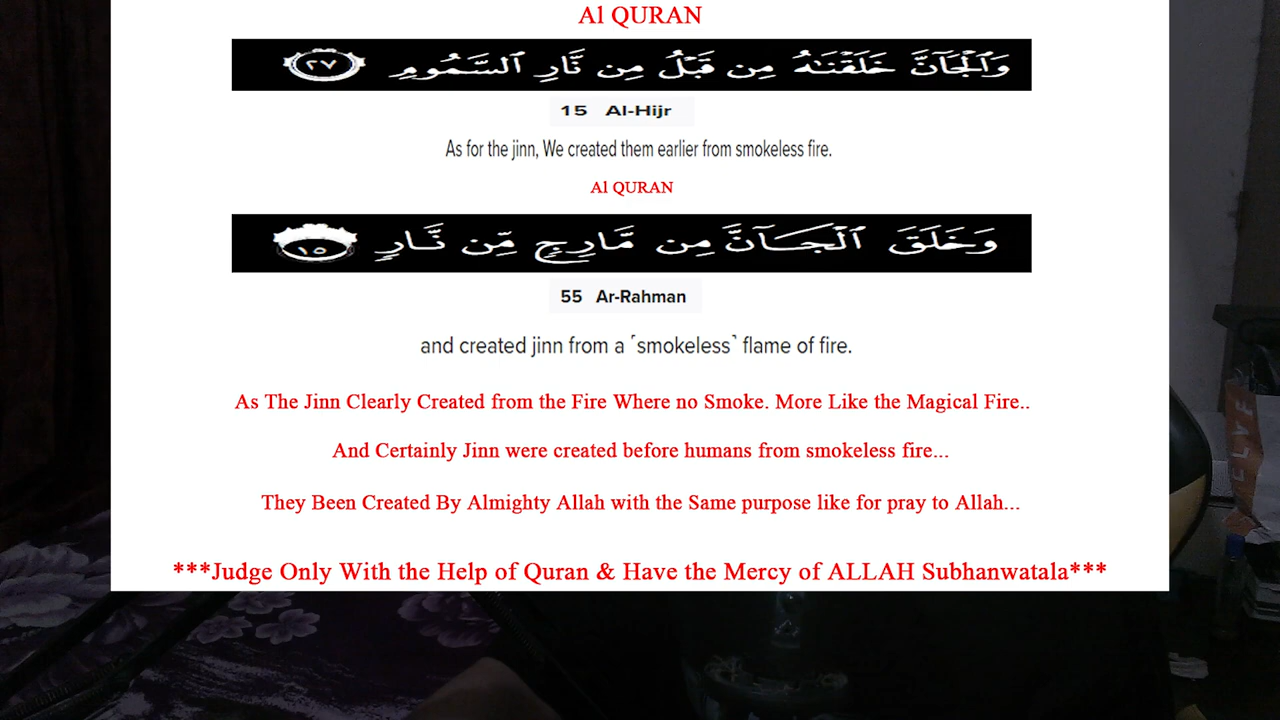 Al QURAN
وَٱلْجَآنَّ خَلَقْنَـٰهُ مِن قَبْلُ مِن نَّارِ ٱلسَّمُومِ ٢٧
15 Al-Hijr
As for the jinn, We created them earlier from smokeless fire.
Al QURAN
وَخَلَقَ ٱلْجَـآنَّ مِن مَّارِجٍ مِّن نَّـارٍ ١٥
55 Ar-Rahman
and created jinn from a ˹smokeless˺ flame of fire.
As The Jinn Clearly Created from the Fire Where no Smoke. More Like the Magical Fire..
And Certainly Jinn were created before humans from smokeless fire...
They Been Created By Almighty Allah with the Same purpose like for pray to Allah...
***Judge Only With the Help of Quran & Have the Mercy of ALLAH Subhanwatala***